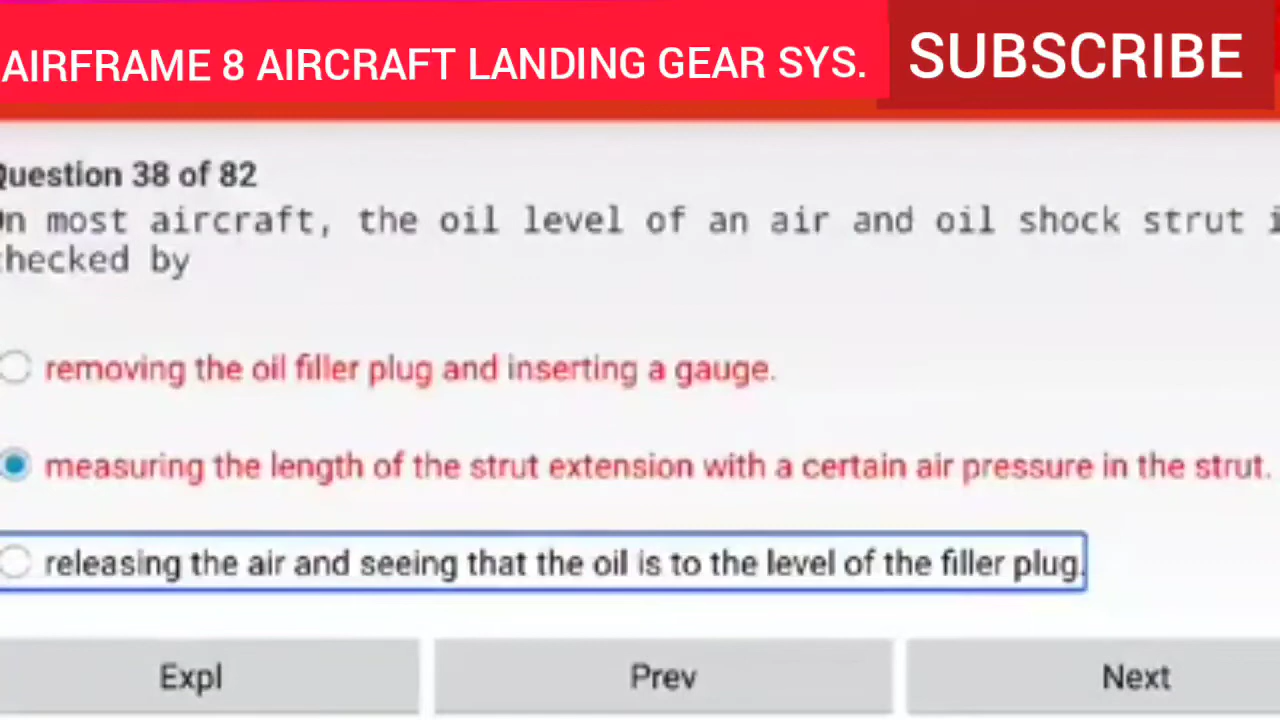 AIRFRAME 8 AIRCRAFT LANDING GEAR SYS.
SUBSCRIBE
Question 38 of 82
On most aircraft, the oil level of an air and oil shock strut i
checked by
removing the oil filler plug and inserting a gauge.
measuring the length of the strut extension with a certain air pressure in the strut.
releasing the air and seeing that the oil is to the level of the filler plug.
Expl
Prev
Next